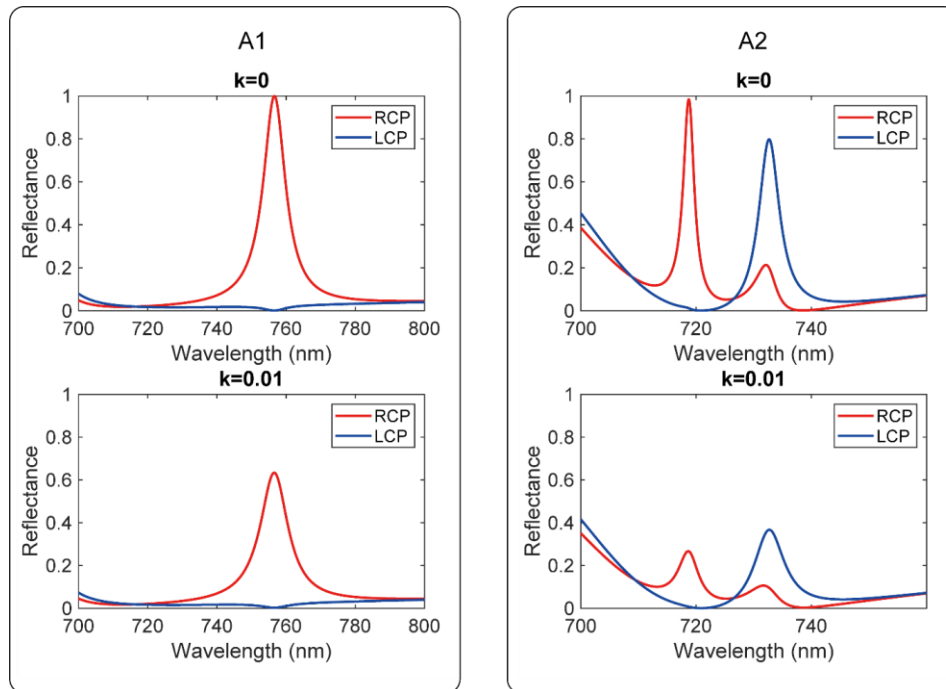 A1
k=0
1
0.8
0.6
0.4
0.2
0
Reflectance
RCP
LCP
700 720 740 760 780 800
Wavelength (nm)
k=0.01
1
0.8
0.6
0.4
0.2
0
Reflectance
RCP
LCP
700 720 740 760 780 800
Wavelength (nm)
A2
k=0
1
0.8
0.6
0.4
0.2
0
Reflectance
RCP
LCP
700 720 740
Wavelength (nm)
k=0.01
1
0.8
0.6
0.4
0.2
0
Reflectance
RCP
LCP
700 720 740
Wavelength (nm)